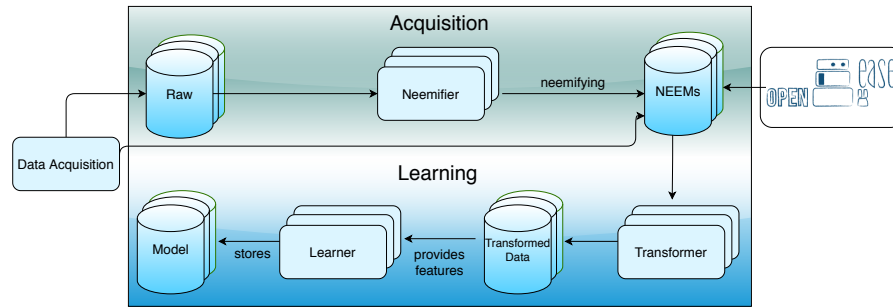 Acquisition
Raw
Neemifier
neemifying
NEEMs
OPEN
ease
Data Acquisition
Learning
Model
stores
Learner
provides
features
Transformed
Data
Transformer